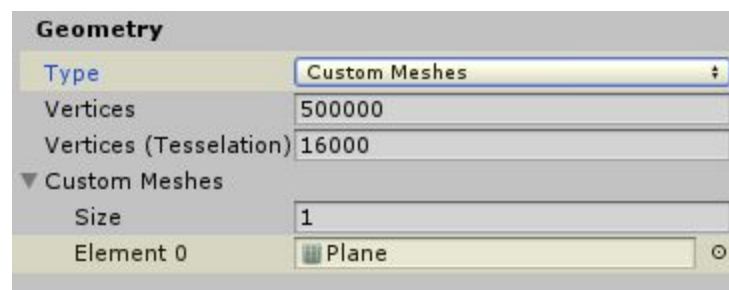 Geometry
Type Custom Meshes
Vertices 500000
Vertices (Tesselation) 16000
Custom Meshes
Size 1
Element 0 Plane